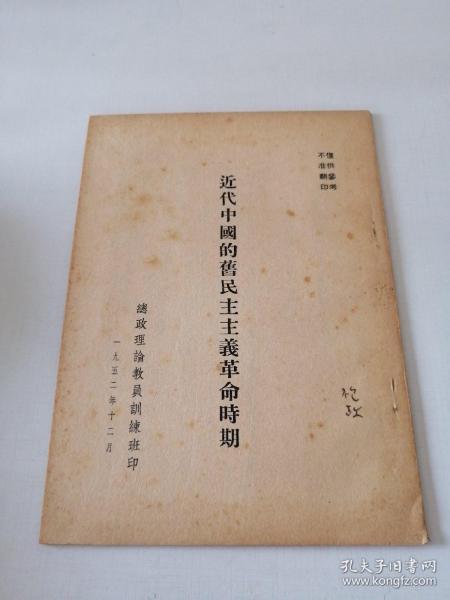 僅供參考
不准翻印
近代中國的舊民主主義革命時期
總政理論教員訓練班印
一九五二年十二月
孔夫子旧书网
www.kongfz.com